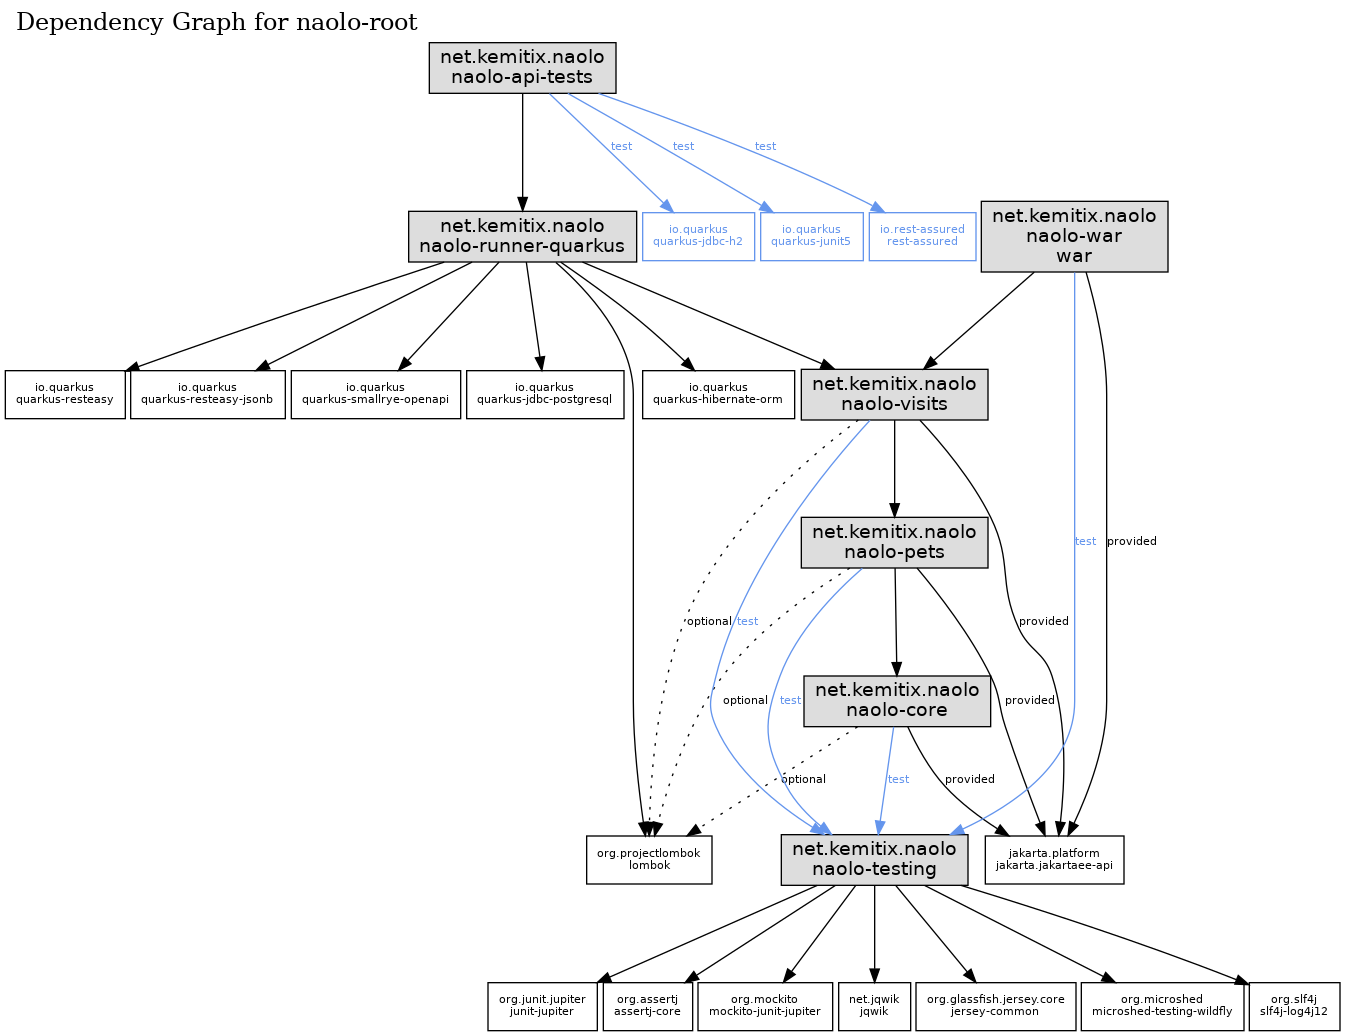 Dependency Graph for naolo-root
net.kemitix.naolo
naolo-api-tests
test
test
test
net.kemitix.naolo
naolo-runner-quarkus
io.quarkus
quarkus-jdbc-h2
io.quarkus
quarkus-junit5
io.rest-assured
rest-assured
net.kemitix.naolo
naolo-war
war
io.quarkus
quarkus-resteasy
io.quarkus
quarkus-resteasy-jsonb
io.quarkus
quarkus-smallrye-openapi
io.quarkus
quarkus-jdbc-postgresql
io.quarkus
quarkus-hibernate-orm
net.kemitix.naolo
naolo-visits
net.kemitix.naolo
naolo-pets
test
provided
optional
test
provided
net.kemitix.naolo
naolo-core
optional
test
provided
optional
test
provided
org.projectlombok
lombok
net.kemitix.naolo
naolo-testing
jakarta.platform
jakarta.jakartaee-api
org.junit.jupiter
junit-jupiter
org.assertj
assertj-core
org.mockito
mockito-junit-jupiter
net.jqwik
jqwik
org.glassfish.jersey.core
jersey-common
org.microshed
microshed-testing-wildfly
org.slf4j
slf4j-log4j12